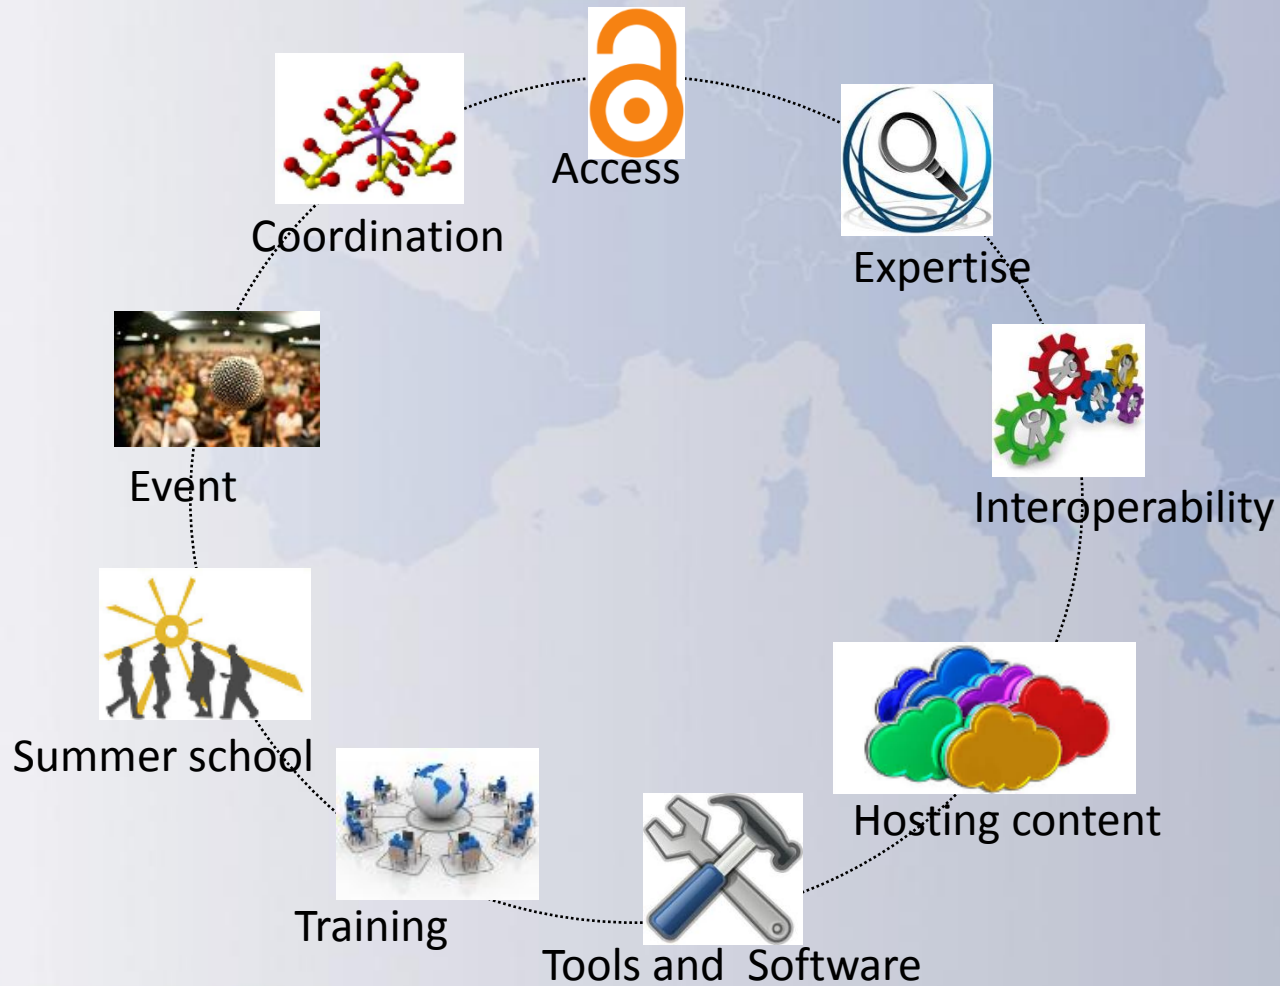 Access
Coordination
Expertise
Event
Interoperability
Summer school
Hosting content
Training
Tools and  Software